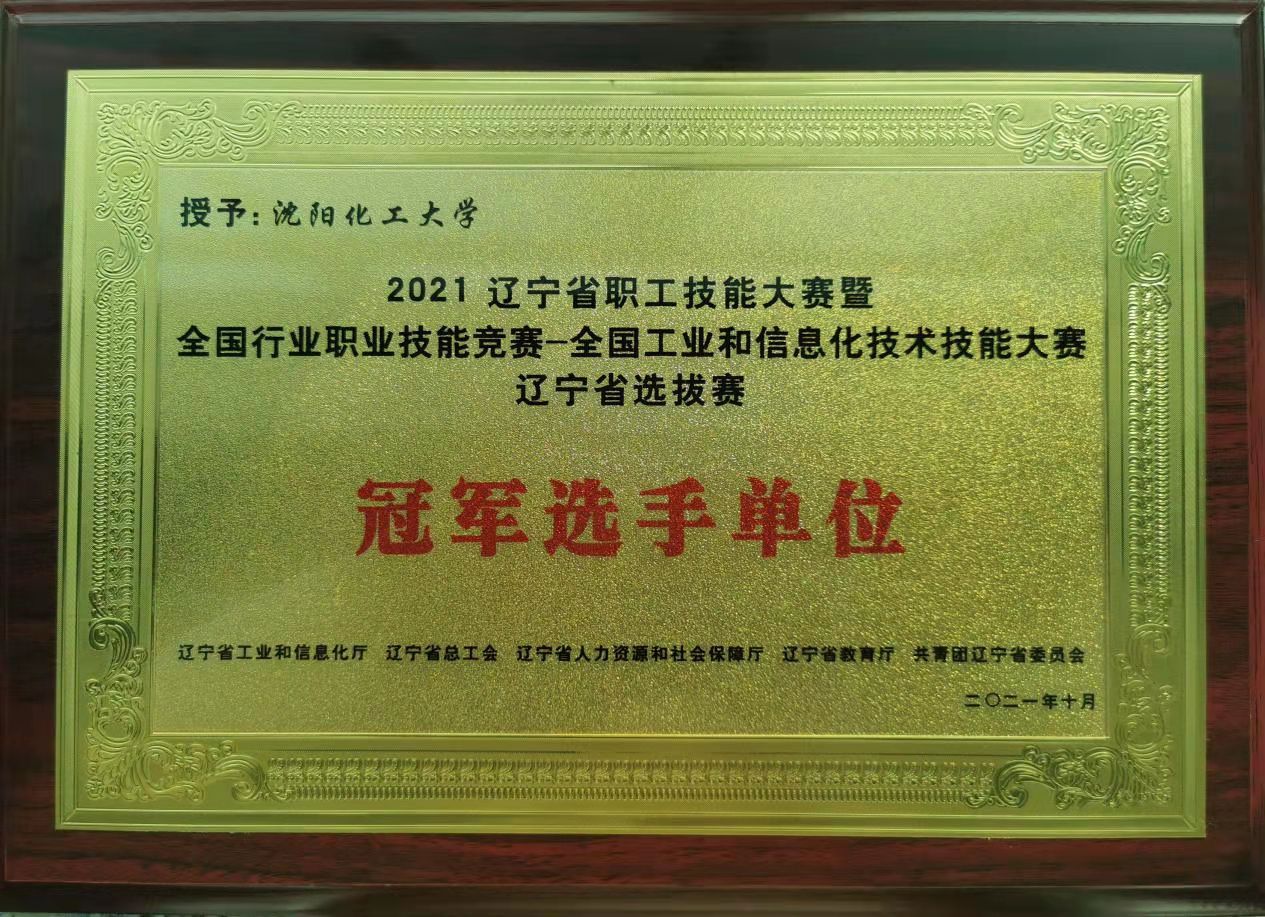 授予：沈阳化工大学
2021 辽宁省职工技能大赛暨
全国行业职业技能竞赛-全国工业和信息化技术技能大赛
辽宁省选拔赛
冠军选手单位
辽宁省工业和信息化厅 辽宁省总工会 辽宁省人力资源和社会保障厅 辽宁省教育厅 共青团辽宁省委员会
二〇二一年十月